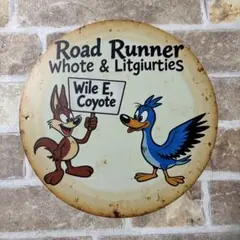 Road Runner
Whote & Litgiurties
Wile E,
Coyote